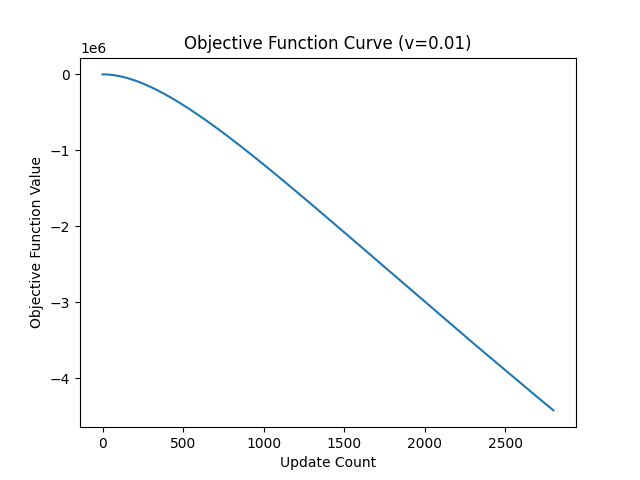 Objective Function Curve (v=0.01)
1e6
0
−1
−2
−3
−4
Objective Function Value
0 500 1000 1500 2000 2500
Update Count